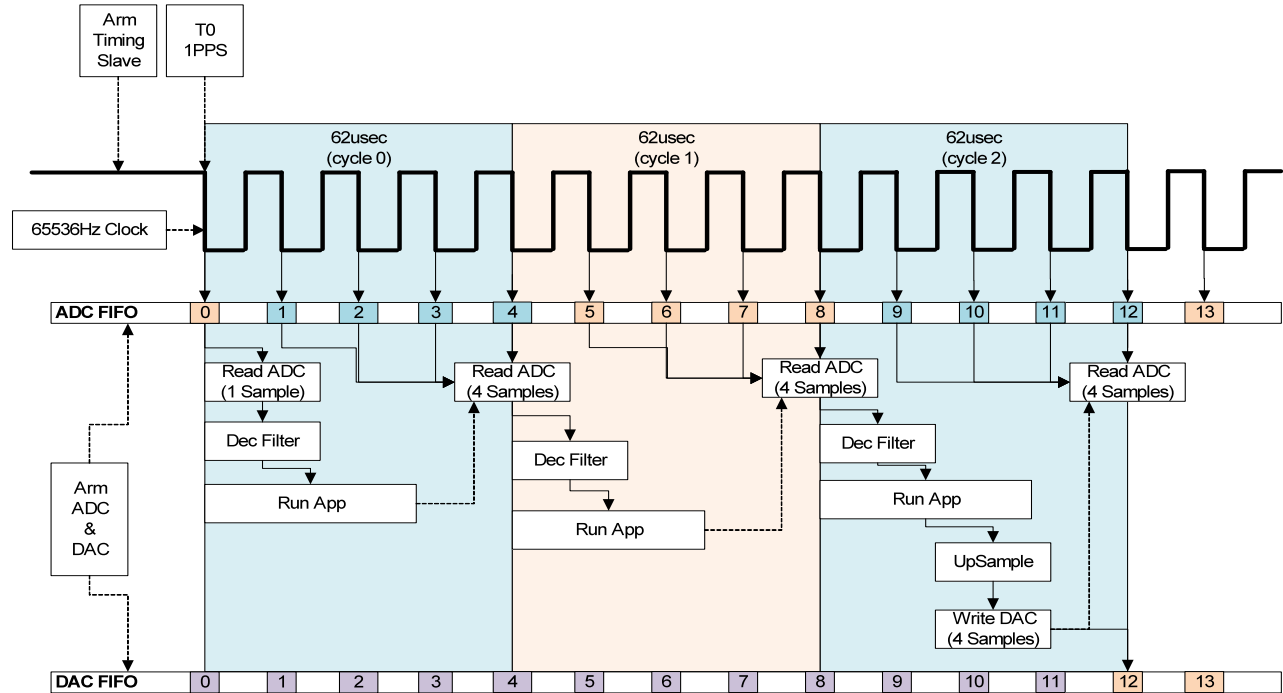 Arm
Timing
Slave
T0
1PPS
62usec
(cycle 0)
62usec
(cycle 1)
62usec
(cycle 2)
65536Hz Clock
ADC FIFO 0 1 2 3 4 5 6 7 8 9 10 11 12 13
Read ADC
(1 Sample)
Read ADC
(4 Samples)
Read ADC
(4 Samples)
Read ADC
(4 Samples)
Dec Filter
Dec Filter
Dec Filter
Run App
Run App
Run App
Arm
ADC
&
DAC
UpSample
Write DAC
(4 Samples)
DAC FIFO 0 1 2 3 4 5 6 7 8 9 10 11 12 13